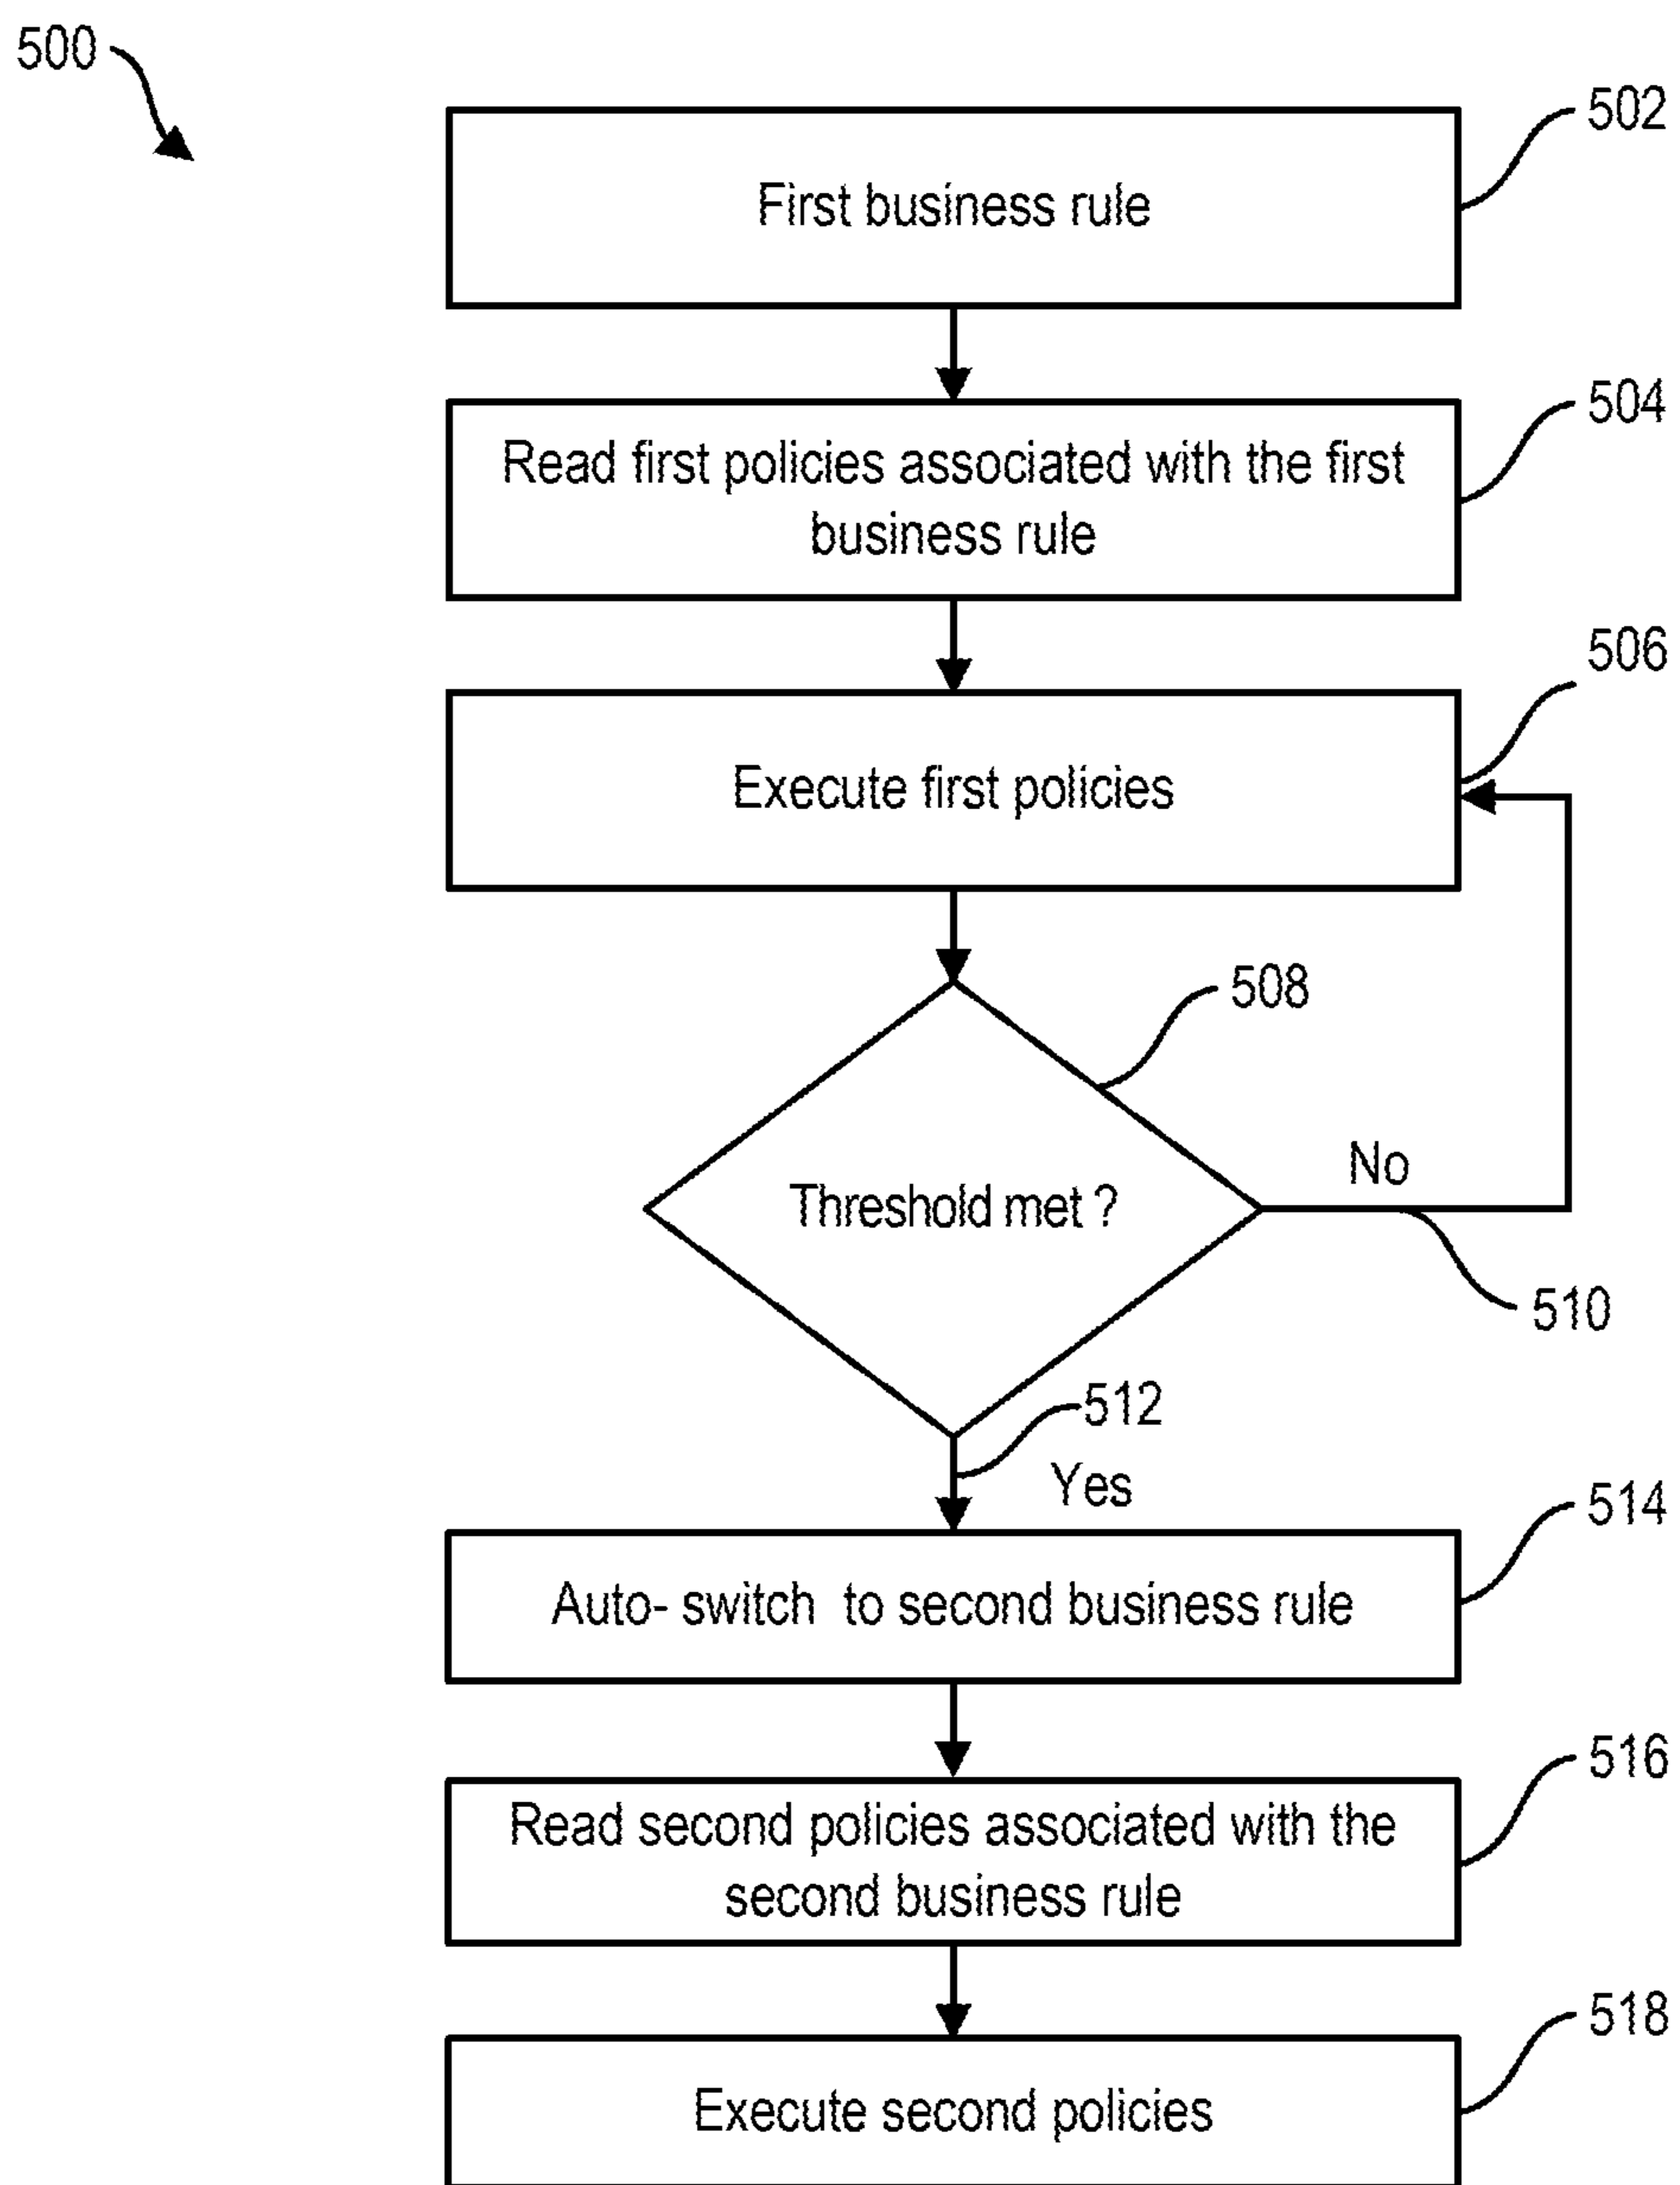 500
502
First business rule
504
Read first policies associated with the first
business rule
506
Execute first policies
508
Threshold met ?
No
510
512
Yes
514
Auto- switch to second business rule
516
Read second policies associated with the
second business rule
518
Execute second policies